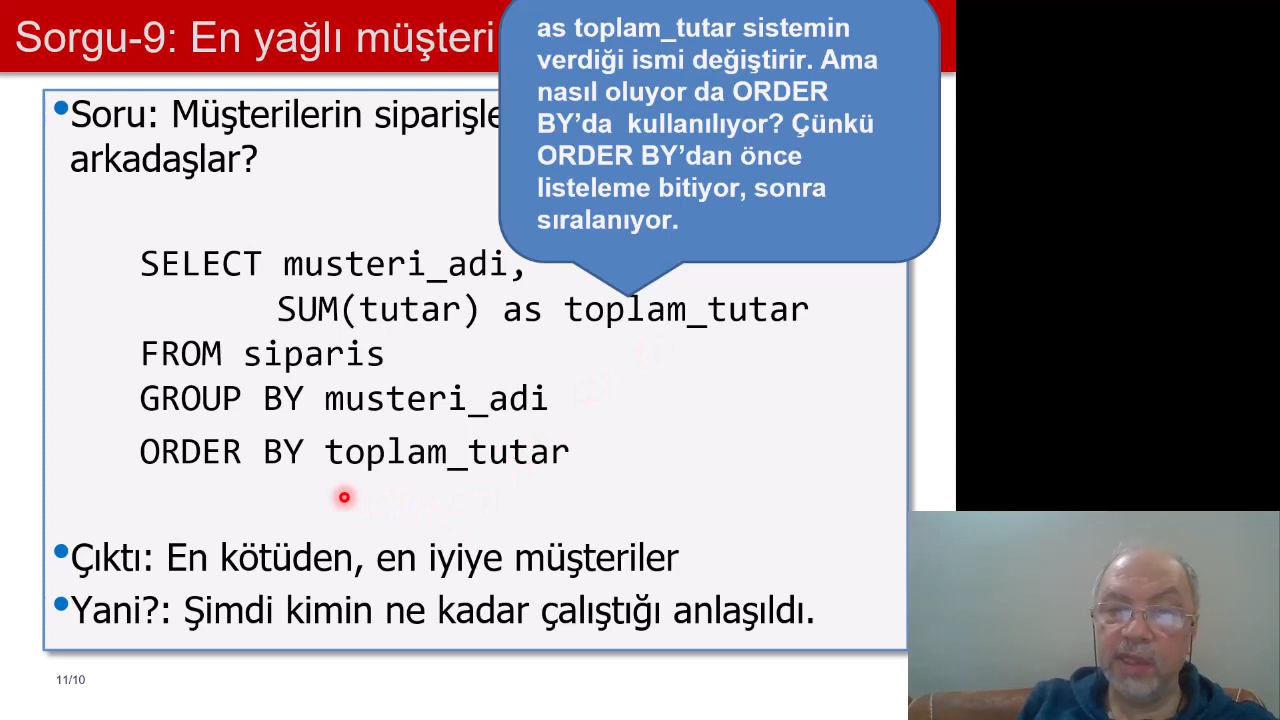 Sorgu-9: En yağlı müşteri
as toplam_tutar sistemin
verdiği ismi değiştirir. Ama
nasıl oluyor da ORDER
BY’da kullanılıyor? Çünkü
ORDER BY’dan önce
listeleme bitiyor, sonra
sıralanıyor.
•Soru: Müşterilerin
arkadaşlar?
SELECT musteri_adi,
SUM(tutar) as toplam_tutar
FROM siparis
GROUP BY musteri_adi
ORDER BY toplam_tutar
•Çıktı: En kötüden, en iyiye müşteriler
•Yani?: Şimdi kimin ne kadar çalıştığı anlaşıldı.
11/10